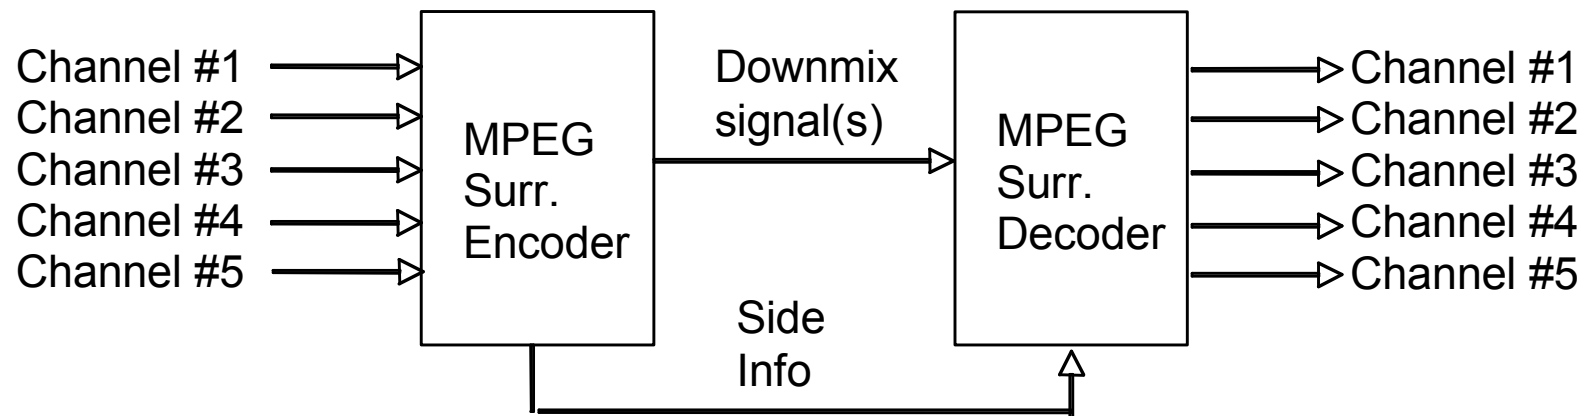 Channel #1
Channel #2
Channel #3
Channel #4
Channel #5
MPEG
Surr.
Encoder
Downmix
signal(s)
Side
Info
MPEG
Surr.
Decoder
Channel #1
Channel #2
Channel #3
Channel #4
Channel #5